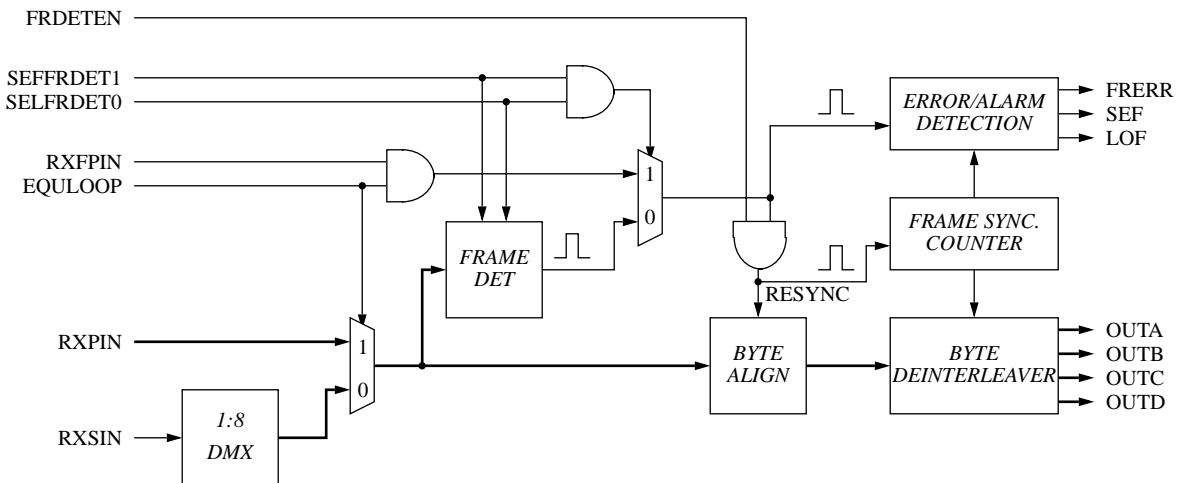 FRDETEN
SEFFRDET1
SELFRDET0
RXFPIN
EQULOOP
RXPIN
RXSIN
1:8
DMX
1
0
FRAME
DET
1
0
RESYNC
BYTE
ALIGN
ERROR/ALARM
DETECTION
FRAME SYNC.
COUNTER
BYTE
DEINTERLEAVER
FRERR
SEF
LOF
OUTA
OUTB
OUTC
OUTD